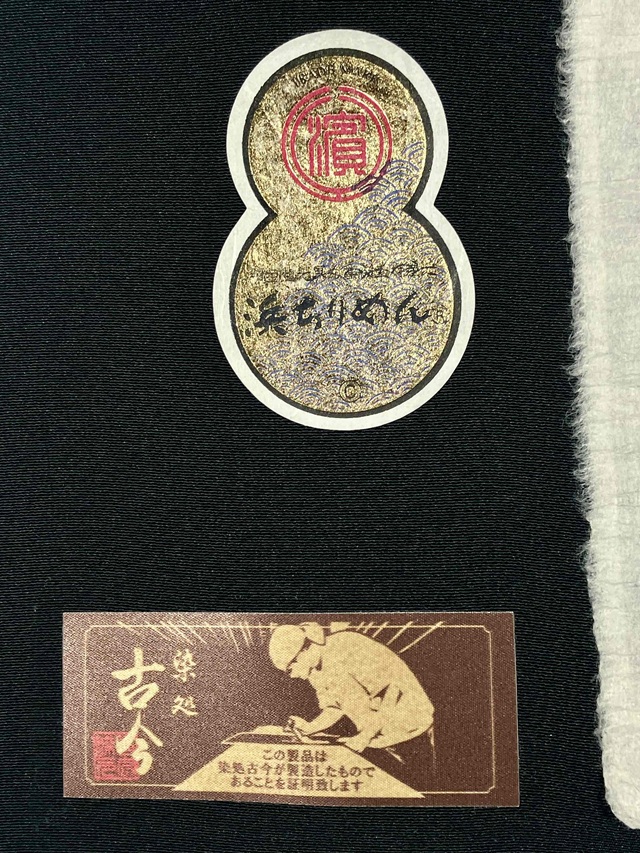 TRADE MARK
濱
浜ちりめん
染処
古今
この製品は
染処古今が製造したもので
あることを証明致します